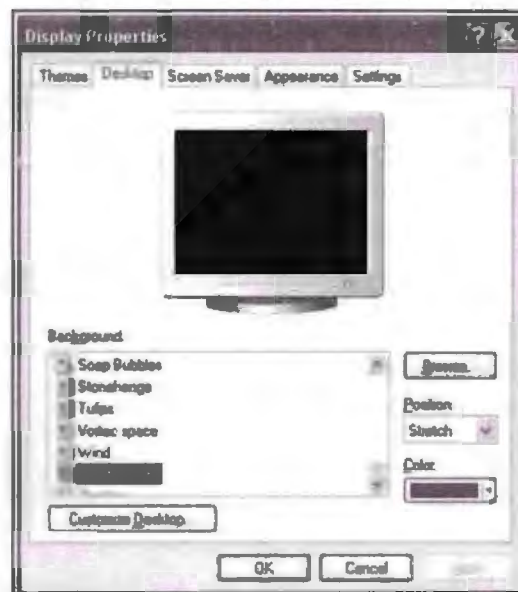 Display Properties
Themes Desktop Screen Saver Appearance Settings
Background
Soap Bubbles
Stonehenge
Tulips
Vortec space
Wind
Browse...
Position
Stretch
Color
Customize Desktop
OK Cancel